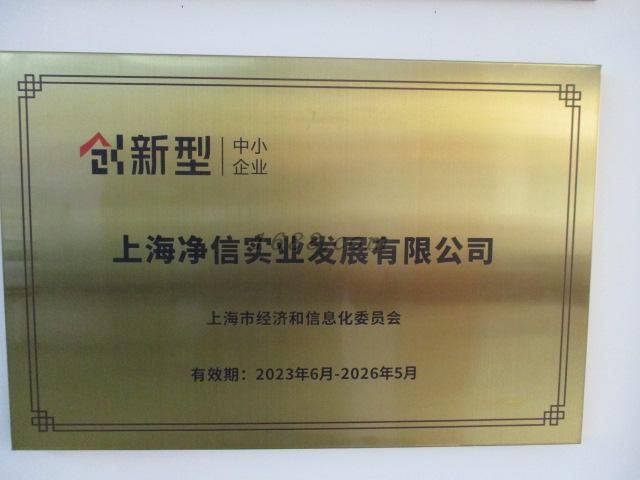 创新型 中小企业
上海净信实业发展有限公司
上海市经济和信息化委员会
有效期：2023年6月-2026年5月